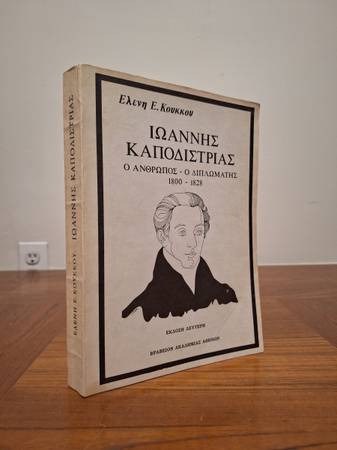 Ελενη Ε. Κουκκου
ΙΩΑΝΝΗΣ
ΚΑΠΟΔΙΣΤΡΙΑΣ
Ο ΑΝΘΡΩΠΟΣ - Ο ΔΙΠΛΩΜΑΤΗΣ
1800 - 1828
ΕΚΔΟΣΗ ΔΕΥΤΕΡΗ
ΒΡΑΒΕΙΟΝ ΑΚΑΔΗΜΙΑΣ ΑΘΗΝΩΝ
ΕΛΕΝΗ Ε. ΚΟΥΚΚΟΥ ΙΩΑΝΝΗΣ ΚΑΠΟΔΙΣΤΡΙΑΣ